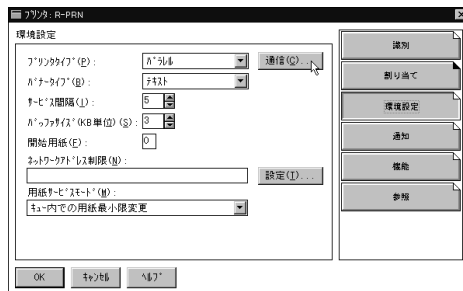 ﾌﾟﾘﾝﾀ: R-PRN
環境設定
ﾌﾟﾘﾝﾀﾀｲﾌﾟ(P): ﾊﾟﾗﾚﾙ 通信(C)...
ﾊﾞﾅｰﾀｲﾌﾟ(B): ﾃｷｽﾄ
ｻｰﾋﾞｽ間隔(I): 5
ﾊﾞｯﾌｧｻｲｽﾞ(KB単位)(S): 3
開始用紙(F): 0
ﾈｯﾄﾜｰｸｱﾄﾞﾚｽ制限(N):
設定(T)...
用紙ｻｰﾋﾞｽﾓｰﾄﾞ(M):
ｷｭｰ内での用紙最小限変更
OK ｷｬﾝｾﾙ ﾍﾙﾌﾟ
識別
割り当て
環境設定
通知
機能
参照